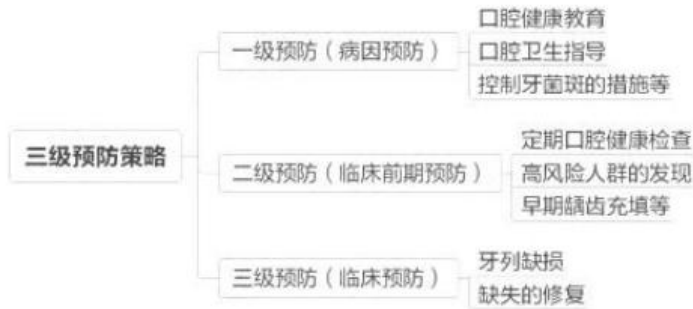 口腔健康教育
一级预防（病因预防）
口腔卫生指导
控制牙菌斑的措施等
三级预防策略
定期口腔健康检查
二级预防（临床前期预防）
高风险人群的发现
早期龋齿充填等
三级预防（临床预防）
牙列缺损
缺失的修复